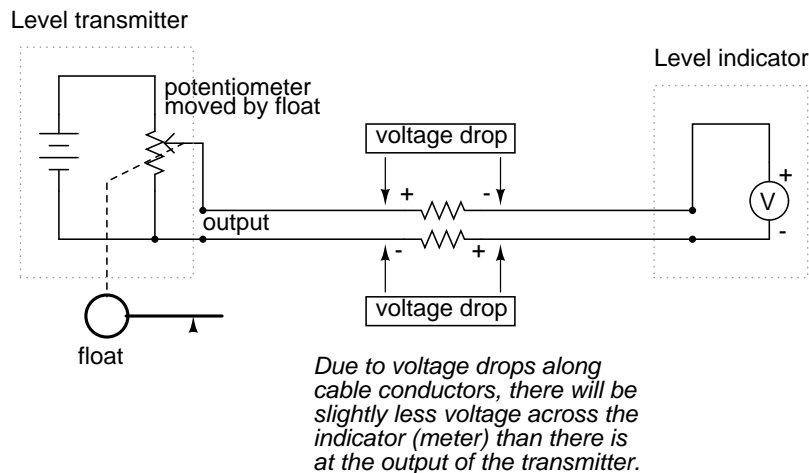 Level transmitter
Level indicator
potentiometer
moved by float
voltage drop
+
-
+
V
-
output
-
+
voltage drop
float
Due to voltage drops along
cable conductors, there will be
slightly less voltage across the
indicator (meter) than there is
at the output of the transmitter.